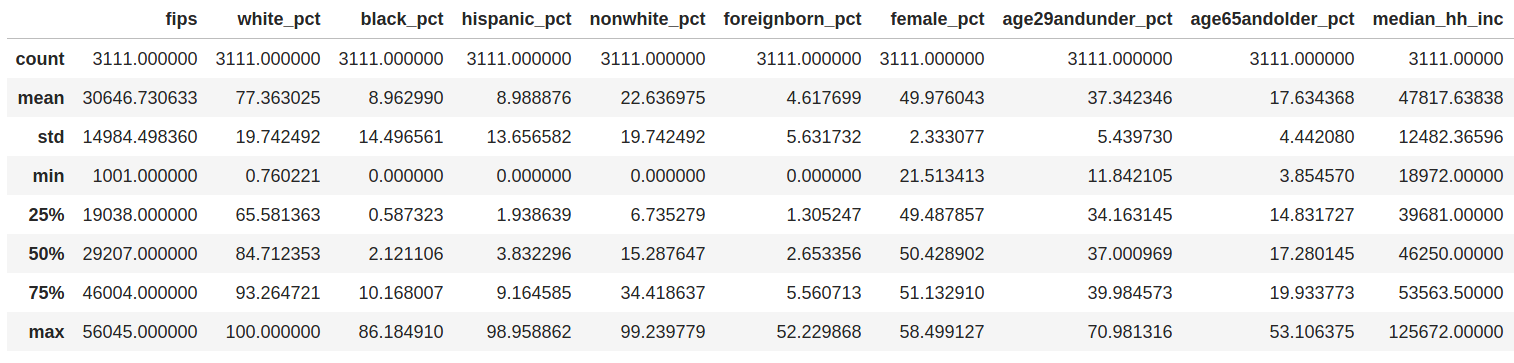 fips white_pct black_pct hispanic_pct nonwhite_pct foreignborn_pct female_pct age29andunder_pct age65andolder_pct median_hh_inc
count 3111.000000 3111.000000 3111.000000 3111.000000 3111.000000 3111.000000 3111.000000 3111.000000 3111.000000 3111.00000
mean 30646.730633 77.363025 8.962990 8.988876 22.636975 4.617699 49.976043 37.342346 17.634368 47817.63838
std 14984.498360 19.742492 14.496561 13.656582 19.742492 5.631732 2.333077 5.439730 4.442080 12482.36596
min 1001.000000 0.760221 0.000000 0.000000 0.000000 0.000000 21.513413 11.842105 3.854570 18972.00000
25% 19038.000000 65.581363 0.587323 1.938639 6.735279 1.305247 49.487857 34.163145 14.831727 39681.00000
50% 29207.000000 84.712353 2.121106 3.832296 15.287647 2.653356 50.428902 37.000969 17.280145 46250.00000
75% 46004.000000 93.264721 10.168007 9.164585 34.418637 5.560713 51.132910 39.984573 19.933773 53563.50000
max 56045.000000 100.000000 86.184910 98.958862 99.239779 52.229868 58.499127 70.981316 53.106375 125672.00000